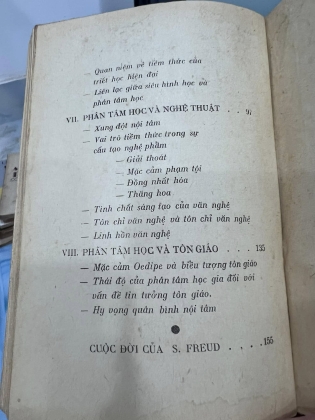 — Quan niệm về tiềm thức của
triết học hiện đại
— Liên lạc giữa siêu hình học và
phân tâm học
VII. PHÂN TÂM HỌC VÀ NGHỆ THUẬT . . 97
— Xung đột nội tâm
— Vai trò tiềm thức trong sự
cấu tạo nghệ phẩm
— Giải thoát
— Mặc cảm phạm tội
— Đồng nhất hóa
— Thăng hoa
— Tính chất sáng tạo của văn nghệ
— Tôn chỉ văn nghệ và tôn chỉ văn nghệ
— Linh hồn văn nghệ
VIII. PHÂN TÂM HỌC VÀ TÔN GIÁO . . . 135
— Mặc cảm Oedipe và biểu tượng tôn giáo
— Thái độ của phân tâm học gia đối với
vấn đề tin tưởng tôn giáo.
— Hy vọng quân bình nội tâm
CUỘC ĐỜI CỦA S. FREUD . . . . 155